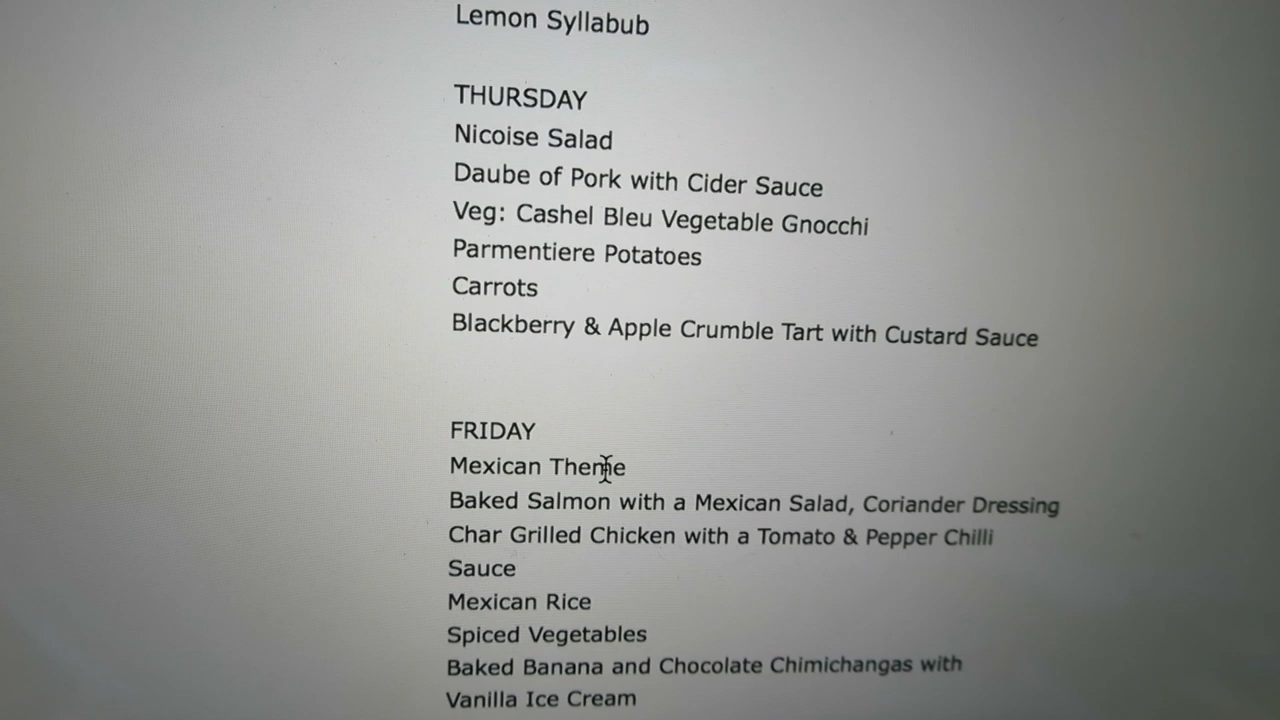 Lemon Syllabub
THURSDAY
Nicoise Salad
Daube of Pork with Cider Sauce
Veg: Cashel Bleu Vegetable Gnocchi
Parmentiere Potatoes
Carrots
Blackberry & Apple Crumble Tart with Custard Sauce
FRIDAY
Mexican Theme
Baked Salmon with a Mexican Salad, Coriander Dressing
Char Grilled Chicken with a Tomato & Pepper Chilli
Sauce
Mexican Rice
Spiced Vegetables
Baked Banana and Chocolate Chimichangas with
Vanilla Ice Cream